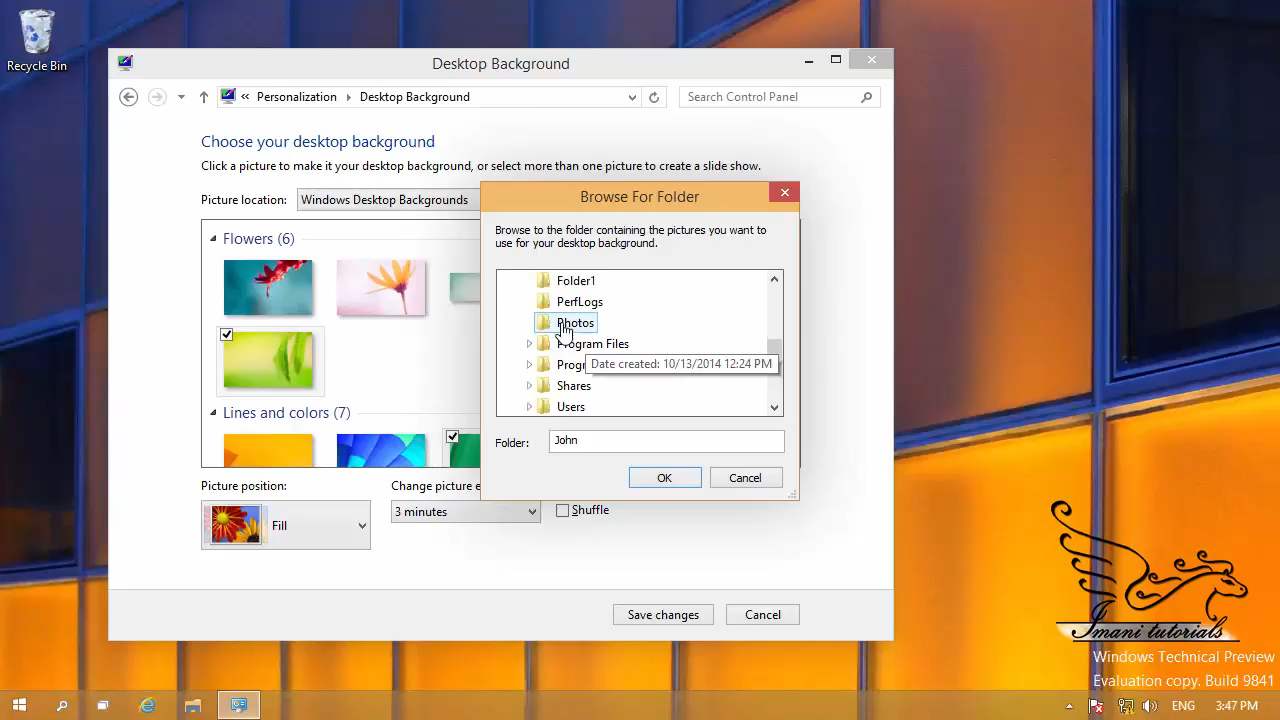 Recycle Bin
Desktop Background
Personalization
Desktop Background
Search Control Panel
Choose your desktop background
Click a picture to make it your desktop background, or select more than one picture to create a slide show.
Picture location:
Windows Desktop Backgrounds
Browse For Folder
Browse to the folder containing the pictures you want to
use for your desktop background.
Flowers (6)
Folder1
PerfLogs
Photos
Program Files
Date created: 10/13/2014 12:24 PM
Shares
Users
Lines and colors (7)
Folder:
John
OK
Cancel
Picture position:
Fill
3 minutes
Shuffle
Save changes
Cancel
Imani tutorials
Windows Technical Preview
Evaluation copy. Build 9841
ENG
3:47 PM